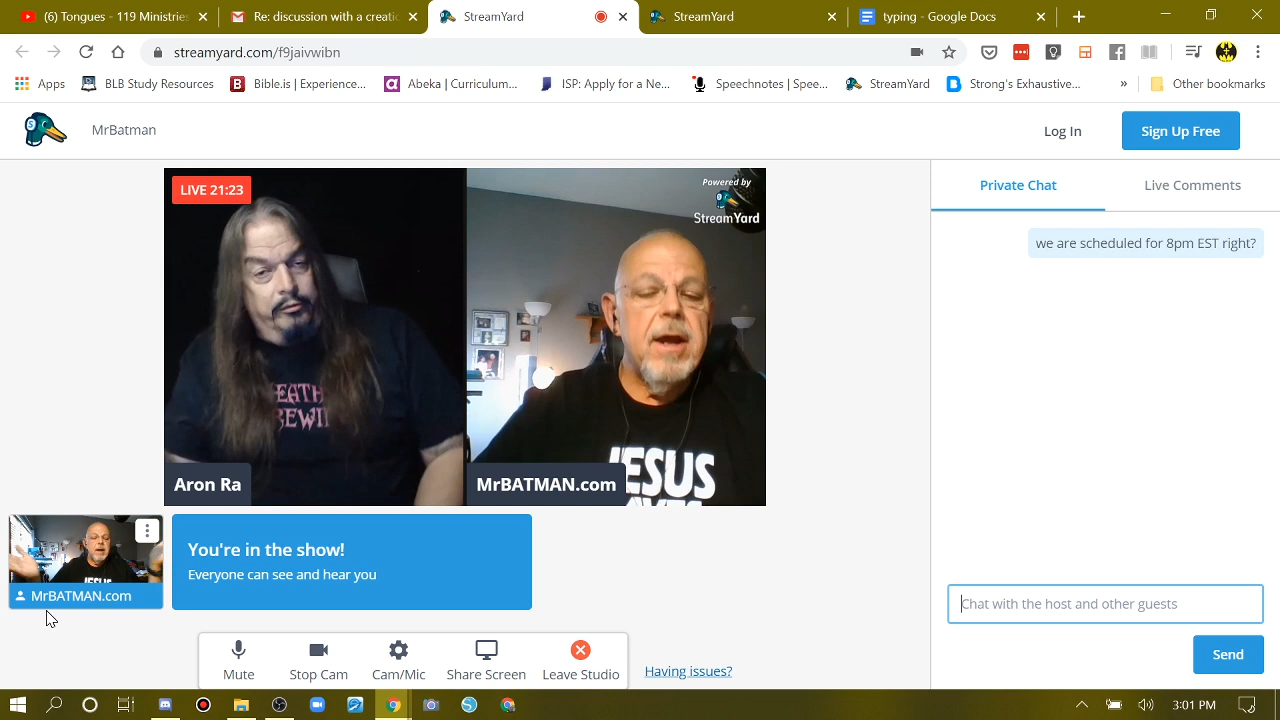 (6) Tongues - 119 Ministries
Re: discussion with a creatic
StreamYard
StreamYard
typing - Google Docs
streamyard.com/f9jaivwibn
Apps
BLB Study Resources
Bible.is | Experience...
Abeka | Curriculum...
ISP: Apply for a Ne...
Speechnotes | Spee...
StreamYard
Strong's Exhaustive...
»
Other bookmarks
MrBatman
Log In
Sign Up Free
LIVE 21:23
Powered by
StreamYard
JESUS
Aron Ra
MrBATMAN.com
MrBATMAN.com
You're in the show!
Everyone can see and hear you
Mute
Stop Cam
Cam/Mic
Share Screen
Leave Studio
Having issues?
Private Chat
Live Comments
we are scheduled for 8pm EST right?
Chat with the host and other guests
Send
3:01 PM